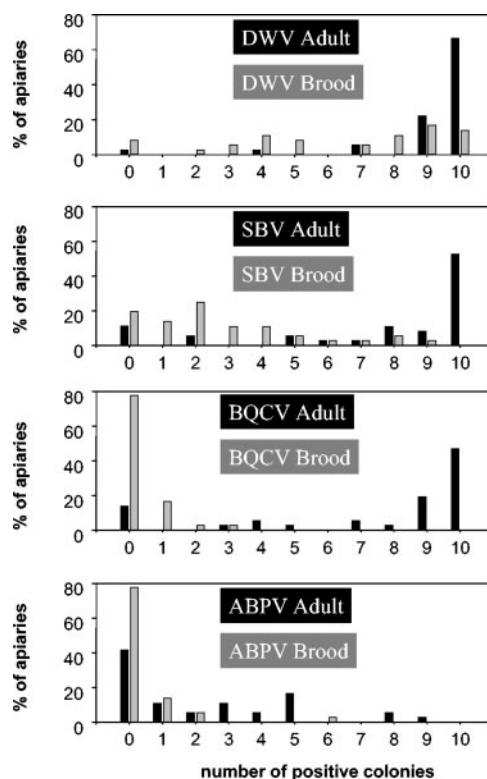 % of apiaries
80
60
40
20
0
DWV Adult
DWV Brood
0 1 2 3 4 5 6 7 8 9 10
% of apiaries
80
60
40
20
0
SBV Adult
SBV Brood
0 1 2 3 4 5 6 7 8 9 10
% of apiaries
80
60
40
20
0
BQCV Adult
BQCV Brood
0 1 2 3 4 5 6 7 8 9 10
% of apiaries
80
60
40
20
0
ABPV Adult
ABPV Brood
0 1 2 3 4 5 6 7 8 9 10
number of positive colonies